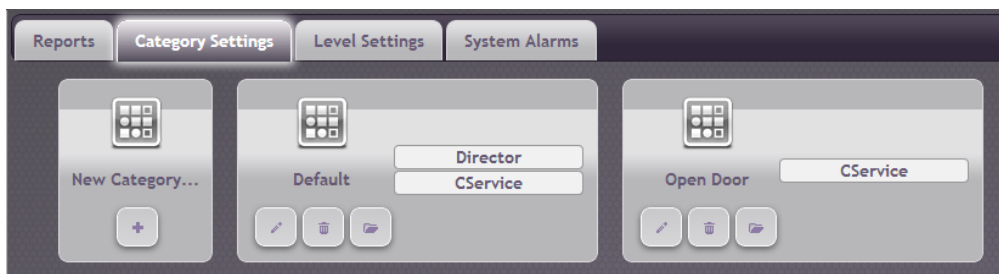 Reports
Category Settings
Level Settings
System Alarms
New Category...
Default
Director
CService
Open Door
CService